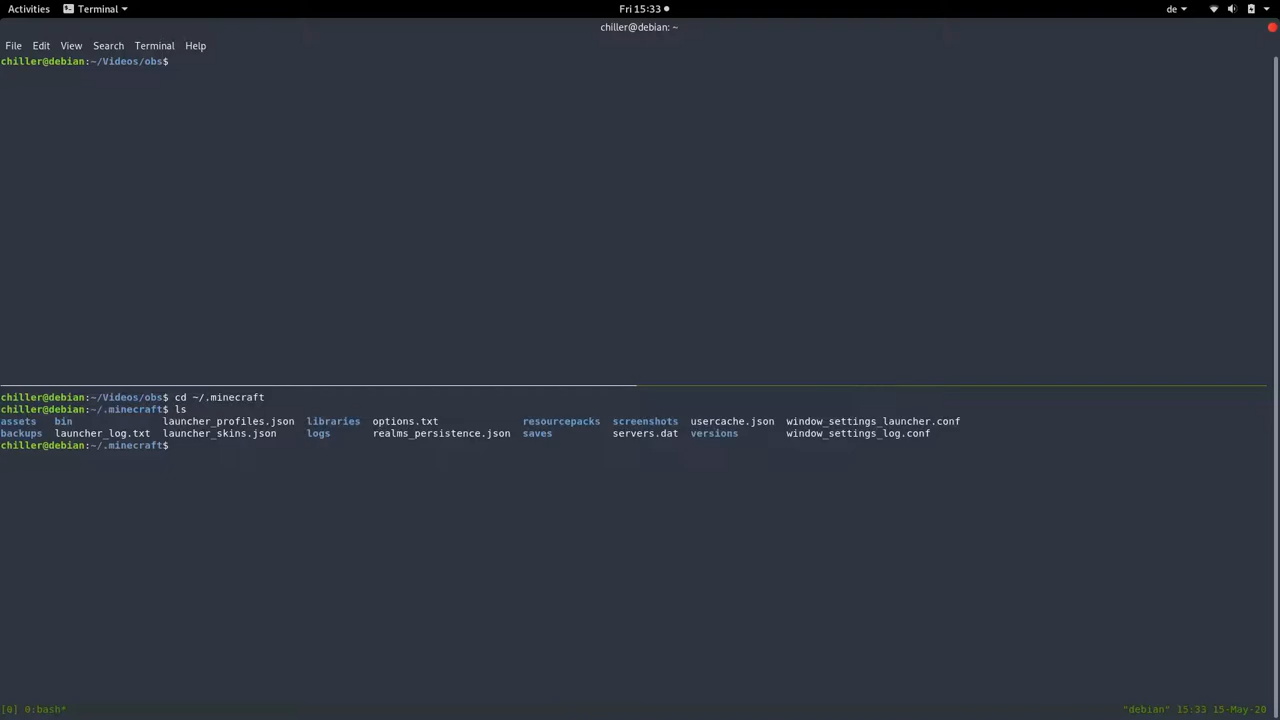 Activities Terminal Fri 15:33 de
chiller@debian: ~
File Edit View Search Terminal Help
chiller@debian:~/Videos/obs$
chiller@debian:~/Videos/obs$ cd ~/.minecraft
chiller@debian:~/.minecraft$ ls
assets bin launcher_profiles.json libraries options.txt resourcepacks screenshots usercache.json window_settings_launcher.conf
backups launcher_log.txt launcher_skins.json logs realms_persistence.json saves servers.dat versions window_settings_log.conf
chiller@debian:~/.minecraft$
[0] 0:bash* "debian" 15:33 15-May-20